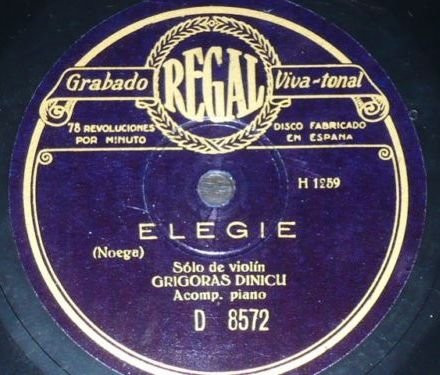 REGAL
Grabado Viva-tonal
78 REVOLUCIONES DISCO FABRICADO
POR MINUTO EN ESPAÑA
H 1259
ELEGIE
(Noega)
Sólo de violín
GRIGORAS DINICU
Acomp. piano
D 8572